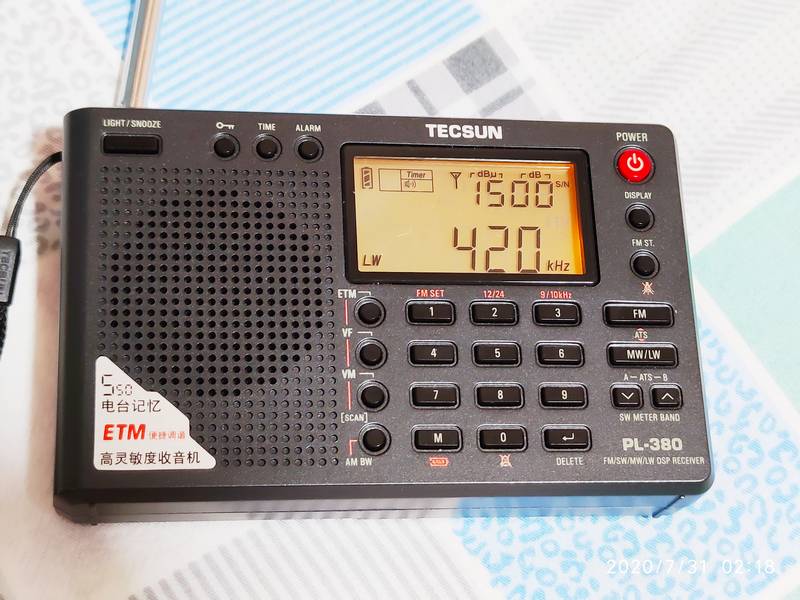 LIGHT/SNOOZE
TIME
ALARM
TECSUN
POWER
Timer
dBμ
dB
S/N
1500
DISPLAY
420
LW
kHz
FM ST.
ETM
FM SET
12/24
9/10kHz
1
2
3
FM
VF
ATS
4
5
6
MW/LW
VM
A—ATS—B
7
8
9
SW METER BAND
[SCAN]
M
0
PL-380
AM BW
DELETE
FM/SW/MW/LW DSP RECEIVER
550
电台记忆
ETM 便捷调谐
高灵敏度收音机
TECSUN
2020/7/31 02:18